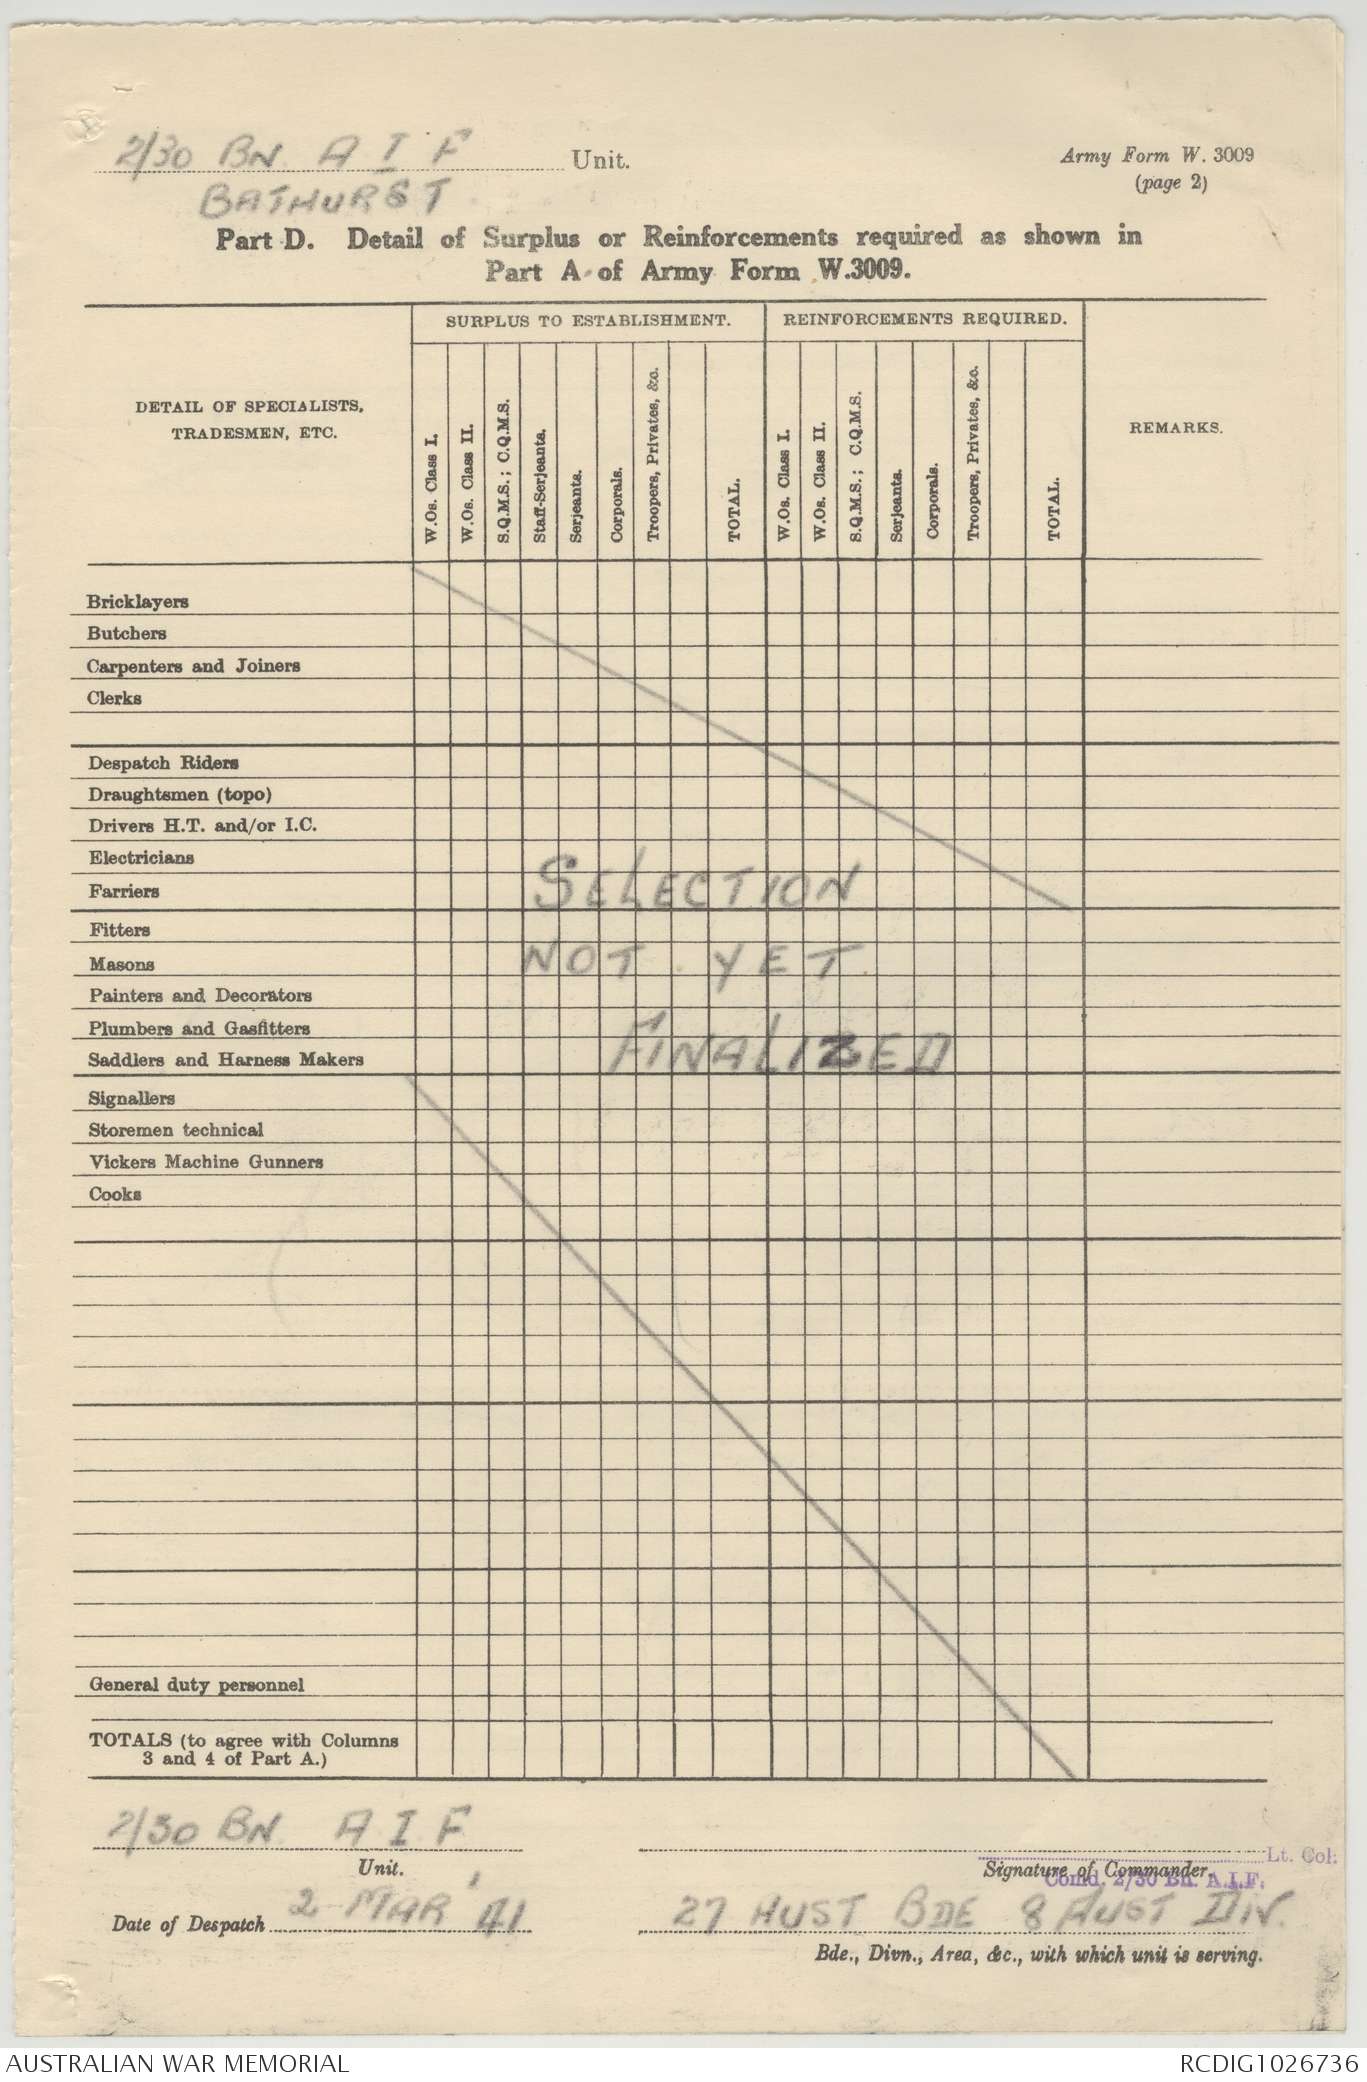 2/30 BN. A I F Unit.
BATHURST
Army Form W. 3009
(page 2)
Part D. Detail of Surplus or Reinforcements required as shown in
Part A of Army Form W.3009.
DETAIL OF SPECIALISTS,
TRADESMEN, ETC.
SURPLUS TO ESTABLISHMENT.
REINFORCEMENTS REQUIRED.
REMARKS.
W.Os. Class I.
W.Os. Class II.
S.Q.M.S.; C.Q.M.S.
Staff-Serjeants.
Serjeants.
Corporals.
Troopers, Privates, &c.
TOTAL.
W.Os. Class I.
W.Os. Class II.
S.Q.M.S.; C.Q.M.S.
Serjeants.
Corporals.
Troopers, Privates, &c.
TOTAL.
Bricklayers
Butchers
Carpenters and Joiners
Clerks
Despatch Riders
Draughtsmen (topo)
Drivers H.T. and/or I.C.
Electricians
Farriers
SELECTION
Fitters
Masons
NOT YET
Painters and Decorators
Plumbers and Gasfitters
Saddlers and Harness Makers
FINALIZED
Signallers
Storemen technical
Vickers Machine Gunners
Cooks
General duty personnel
TOTALS (to agree with Columns
3 and 4 of Part A.)
2/30 BN. A I F
Unit.
Lt. Col:
Signature of Commander.
Comd. 2/30 Bn. A.I.F.
Date of Despatch 2 MAR '41
27 AUST BDE 8 AUST DIV.
Bde., Divn., Area, &c., with which unit is serving.
AUSTRALIAN WAR MEMORIAL
RCDIG1026736